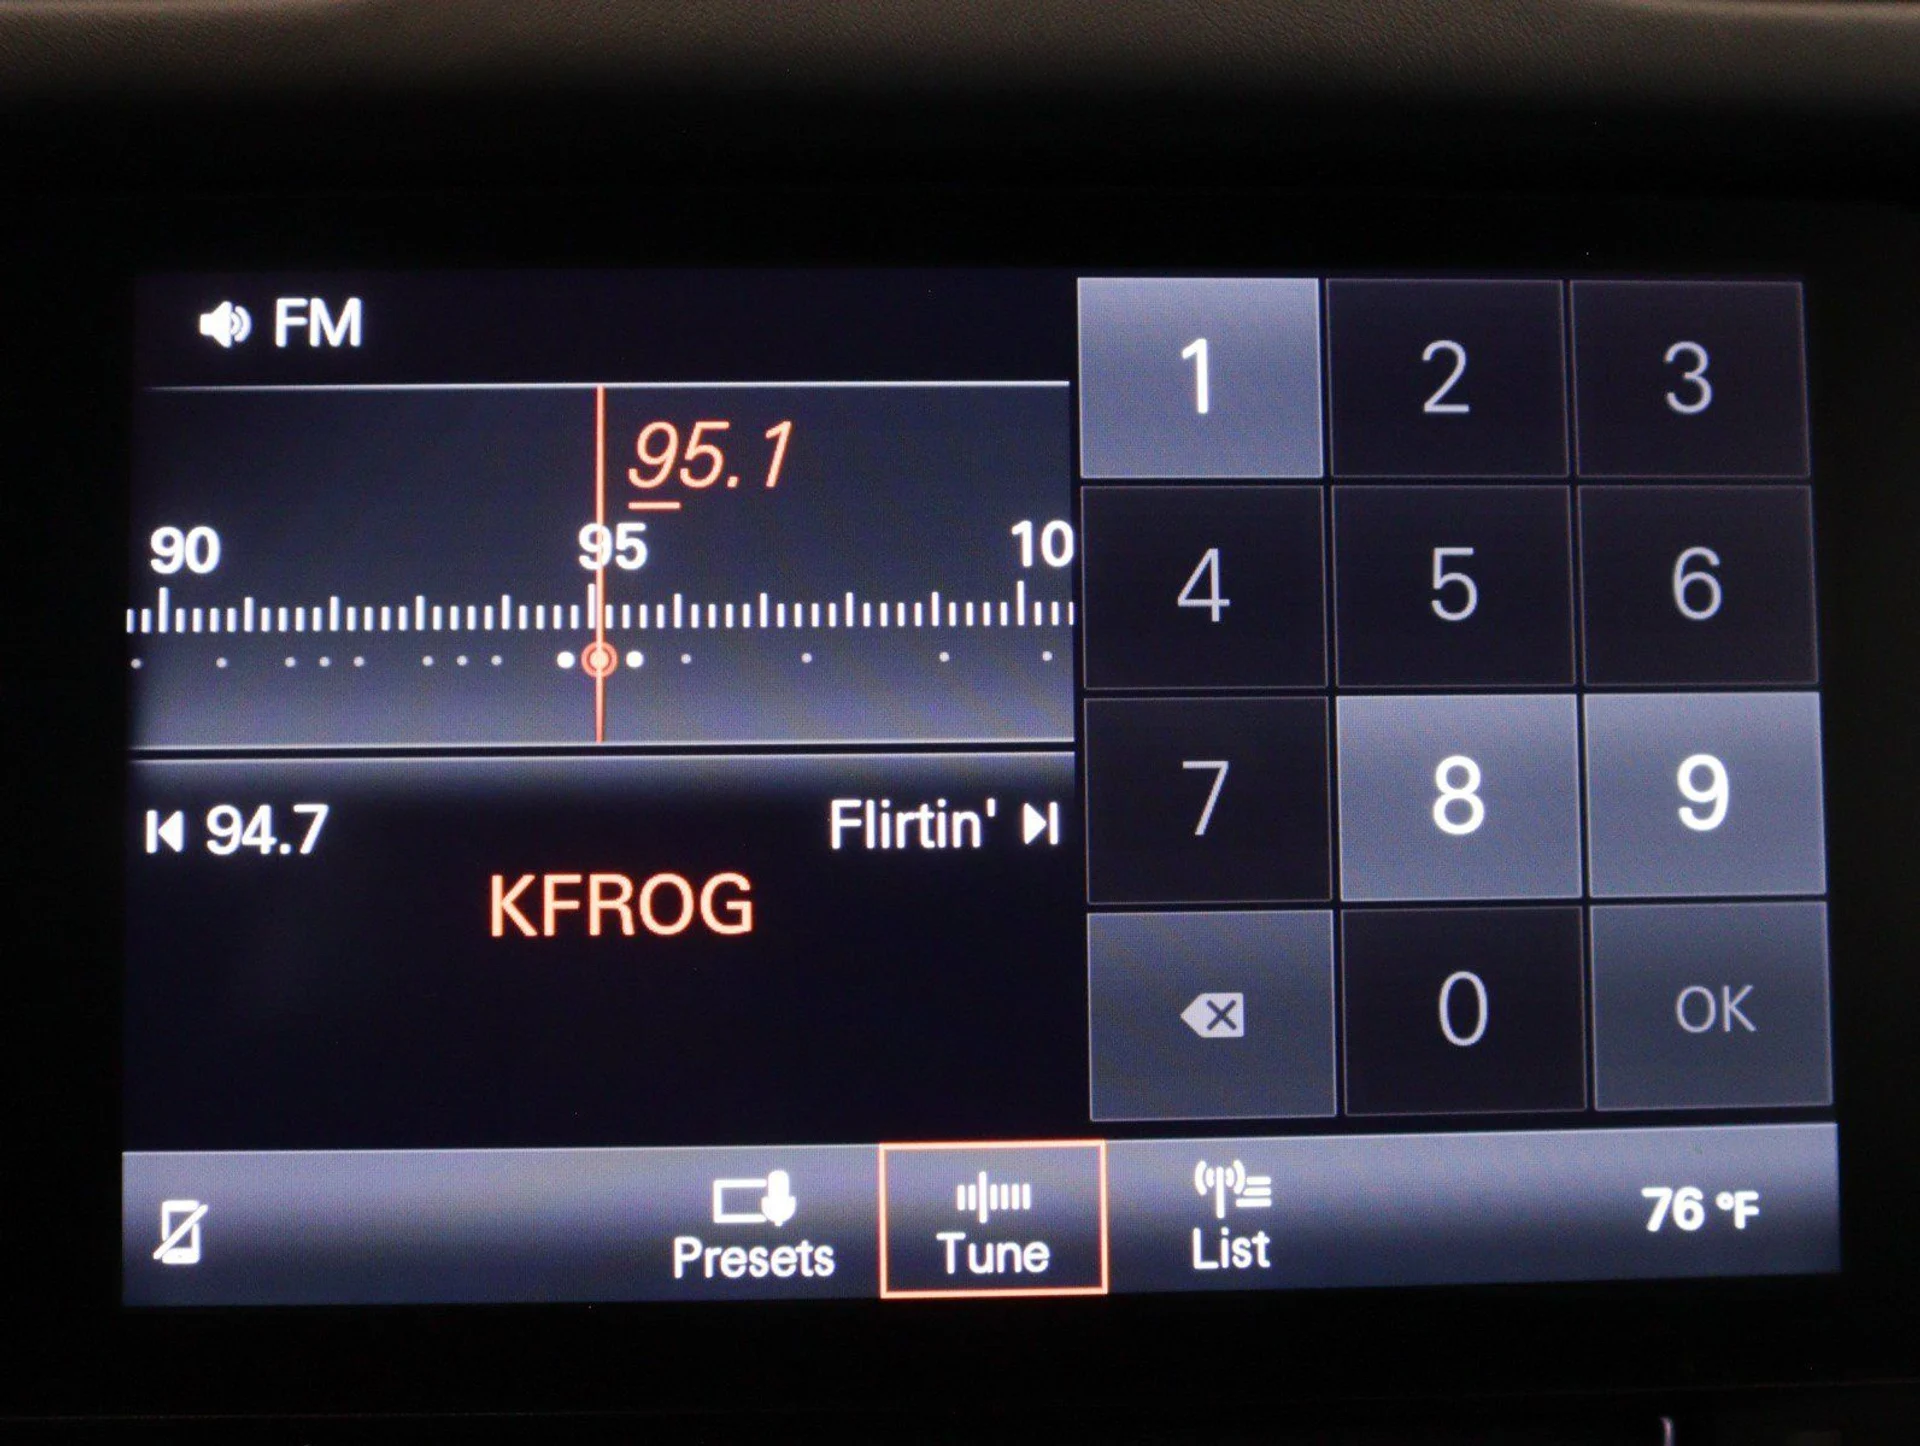 FM
95.1
90 95 10
94.7 Flirtin'
KFROG
1 2 3
4 5 6
7 8 9
0 OK
Presets Tune List 76 °F